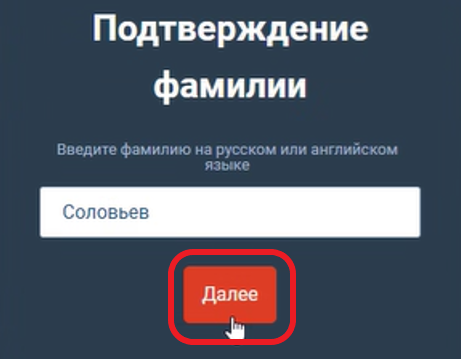 Подтверждение
фамилии
Введите фамилию на русском или английском
языке
Соловьев
Далее